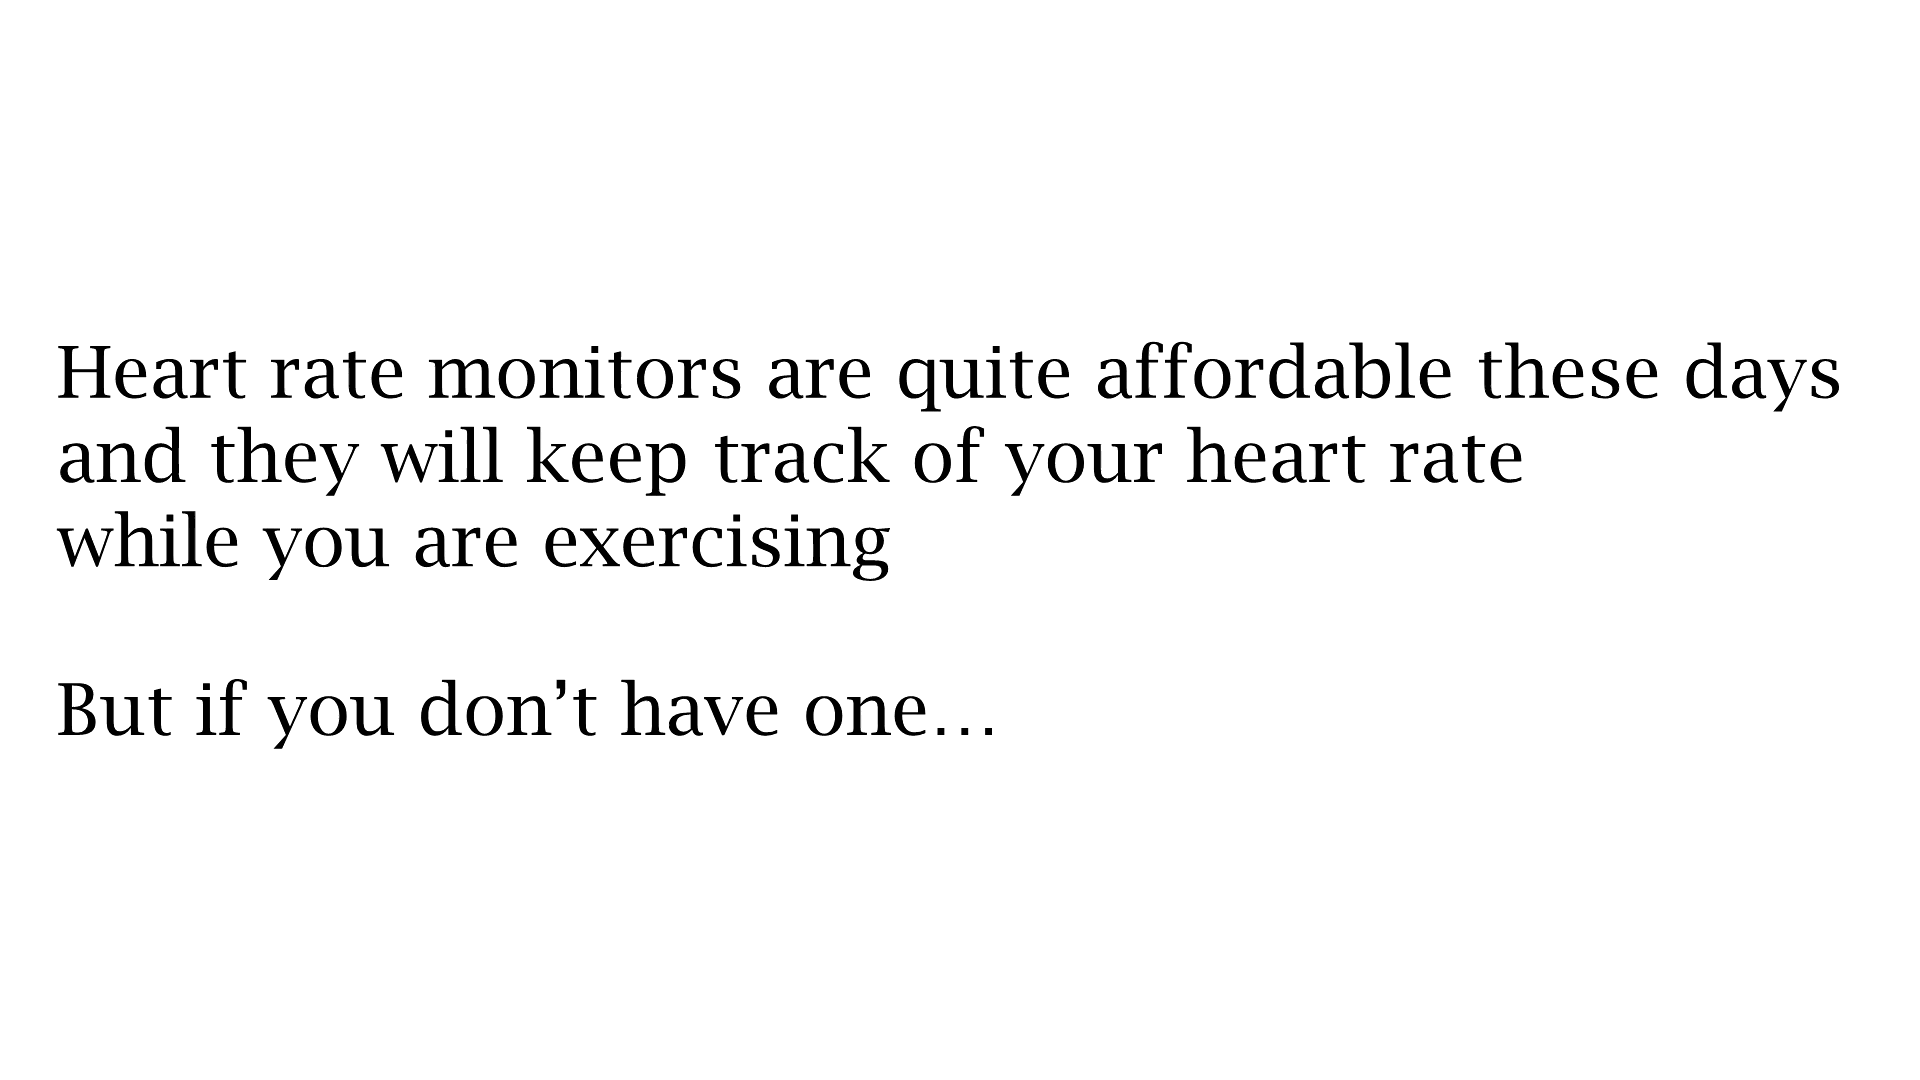 Heart rate monitors are quite affordable these days
and they will keep track of your heart rate
while you are exercising
But if you don’t have one…